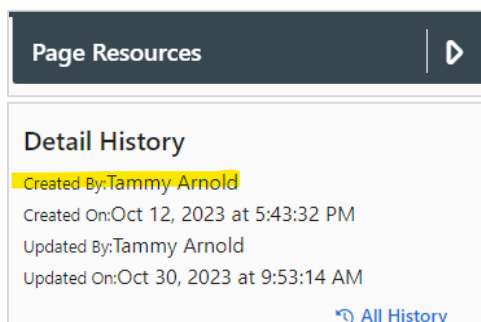 Page Resources
Detail History
Created By:Tammy Arnold
Created On:Oct 12, 2023 at 5:43:32 PM
Updated By:Tammy Arnold
Updated On:Oct 30, 2023 at 9:53:14 AM
All History